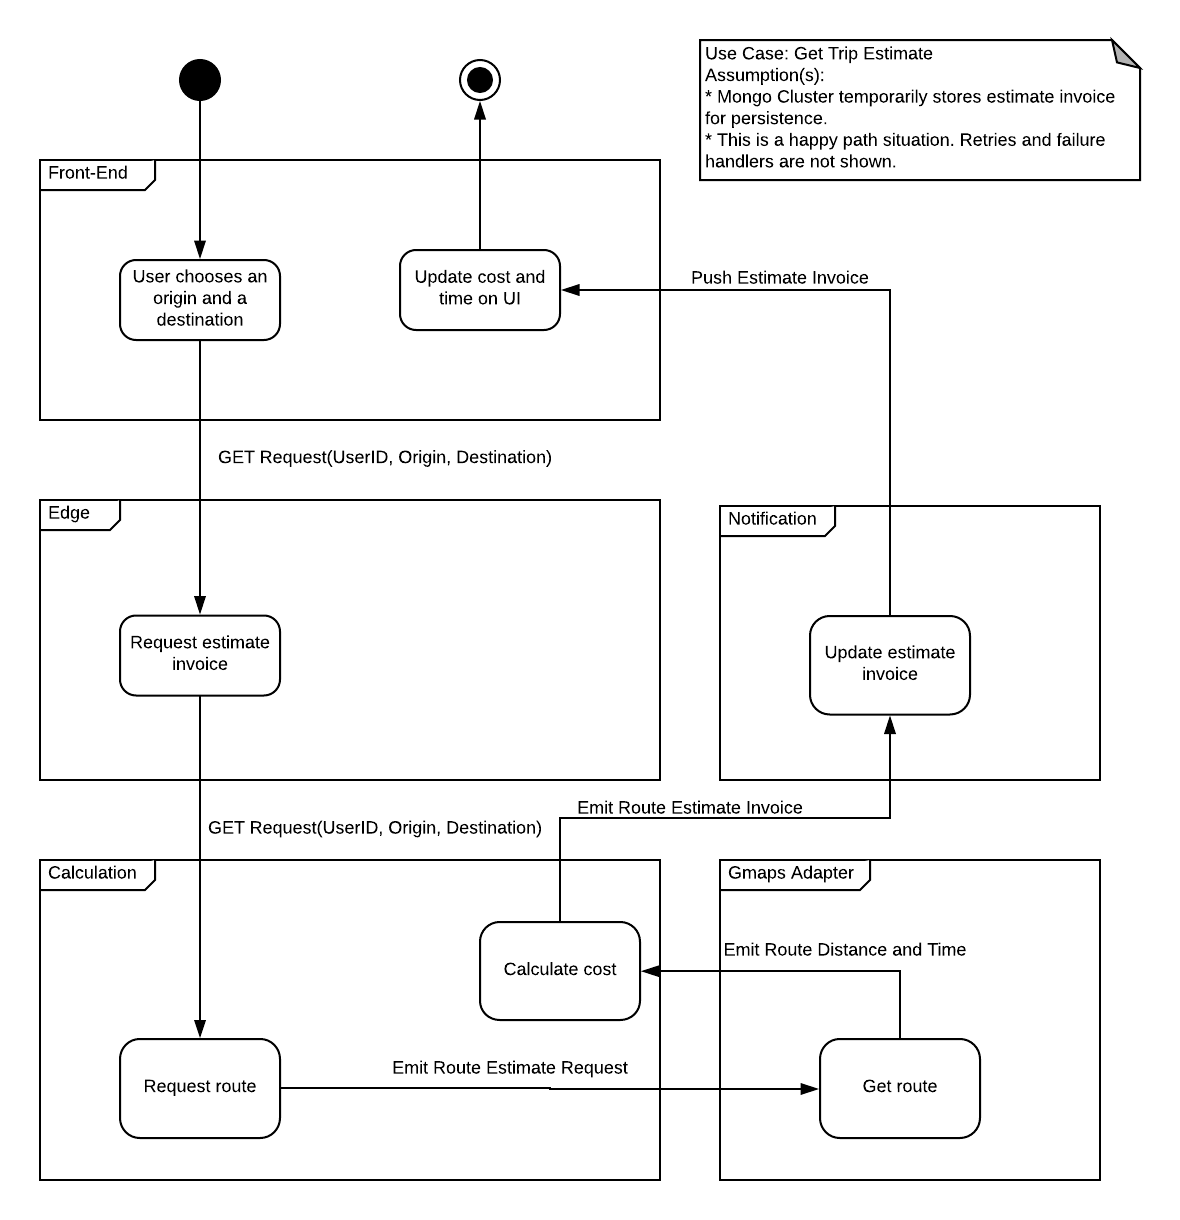 Use Case: Get Trip Estimate
Assumption(s):
* Mongo Cluster temporarily stores estimate invoice
for persistence.
* This is a happy path situation. Retries and failure
handlers are not shown.
Front-End
User chooses an
origin and a
destination
Update cost and
time on UI
Push Estimate Invoice
GET Request(UserID, Origin, Destination)
Edge
Request estimate
invoice
Notification
Update estimate
invoice
Emit Route Estimate Invoice
GET Request(UserID, Origin, Destination)
Calculation
Calculate cost
Request route
Gmaps Adapter
Emit Route Distance and Time
Emit Route Estimate Request
Get route